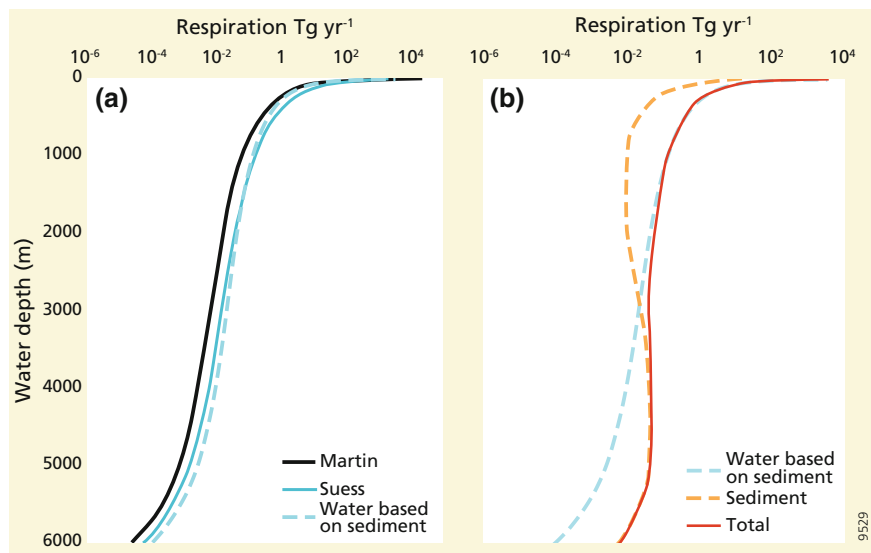 Respiration Tg yr⁻¹
10⁻⁶ 10⁻⁴ 10⁻² 1 10² 10⁴
(a)
Water depth (m)
0
1000
2000
3000
4000
5000
6000
Martin
Suess
Water based
on sediment
Respiration Tg yr⁻¹
10⁻⁶ 10⁻⁴ 10⁻² 1 10² 10⁴
(b)
Water based
on sediment
Sediment
Total
9529